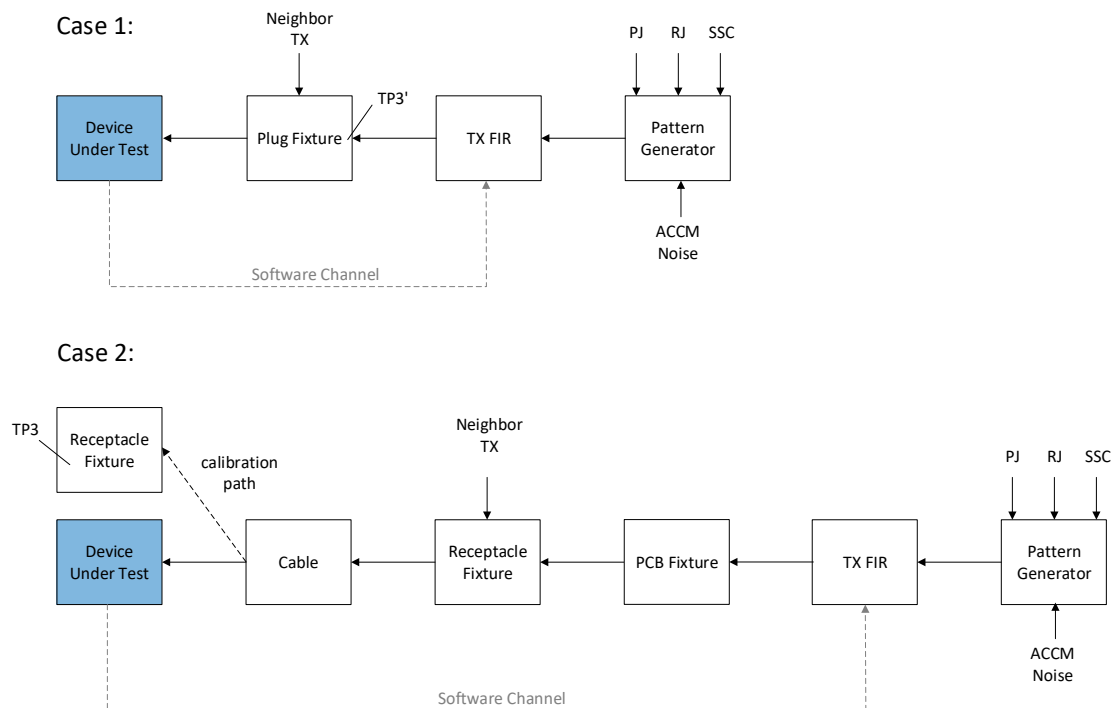 Case 1:
Neighbor
TX
PJ
RJ
SSC
TP3'
Device
Under Test
Plug Fixture
TX FIR
Pattern
Generator
ACCM
Noise
Software Channel
Case 2:
TP3
Receptacle
Fixture
calibration
path
Neighbor
TX
PJ
RJ
SSC
Device
Under Test
Cable
Receptacle
Fixture
PCB Fixture
TX FIR
Pattern
Generator
ACCM
Noise
Software Channel